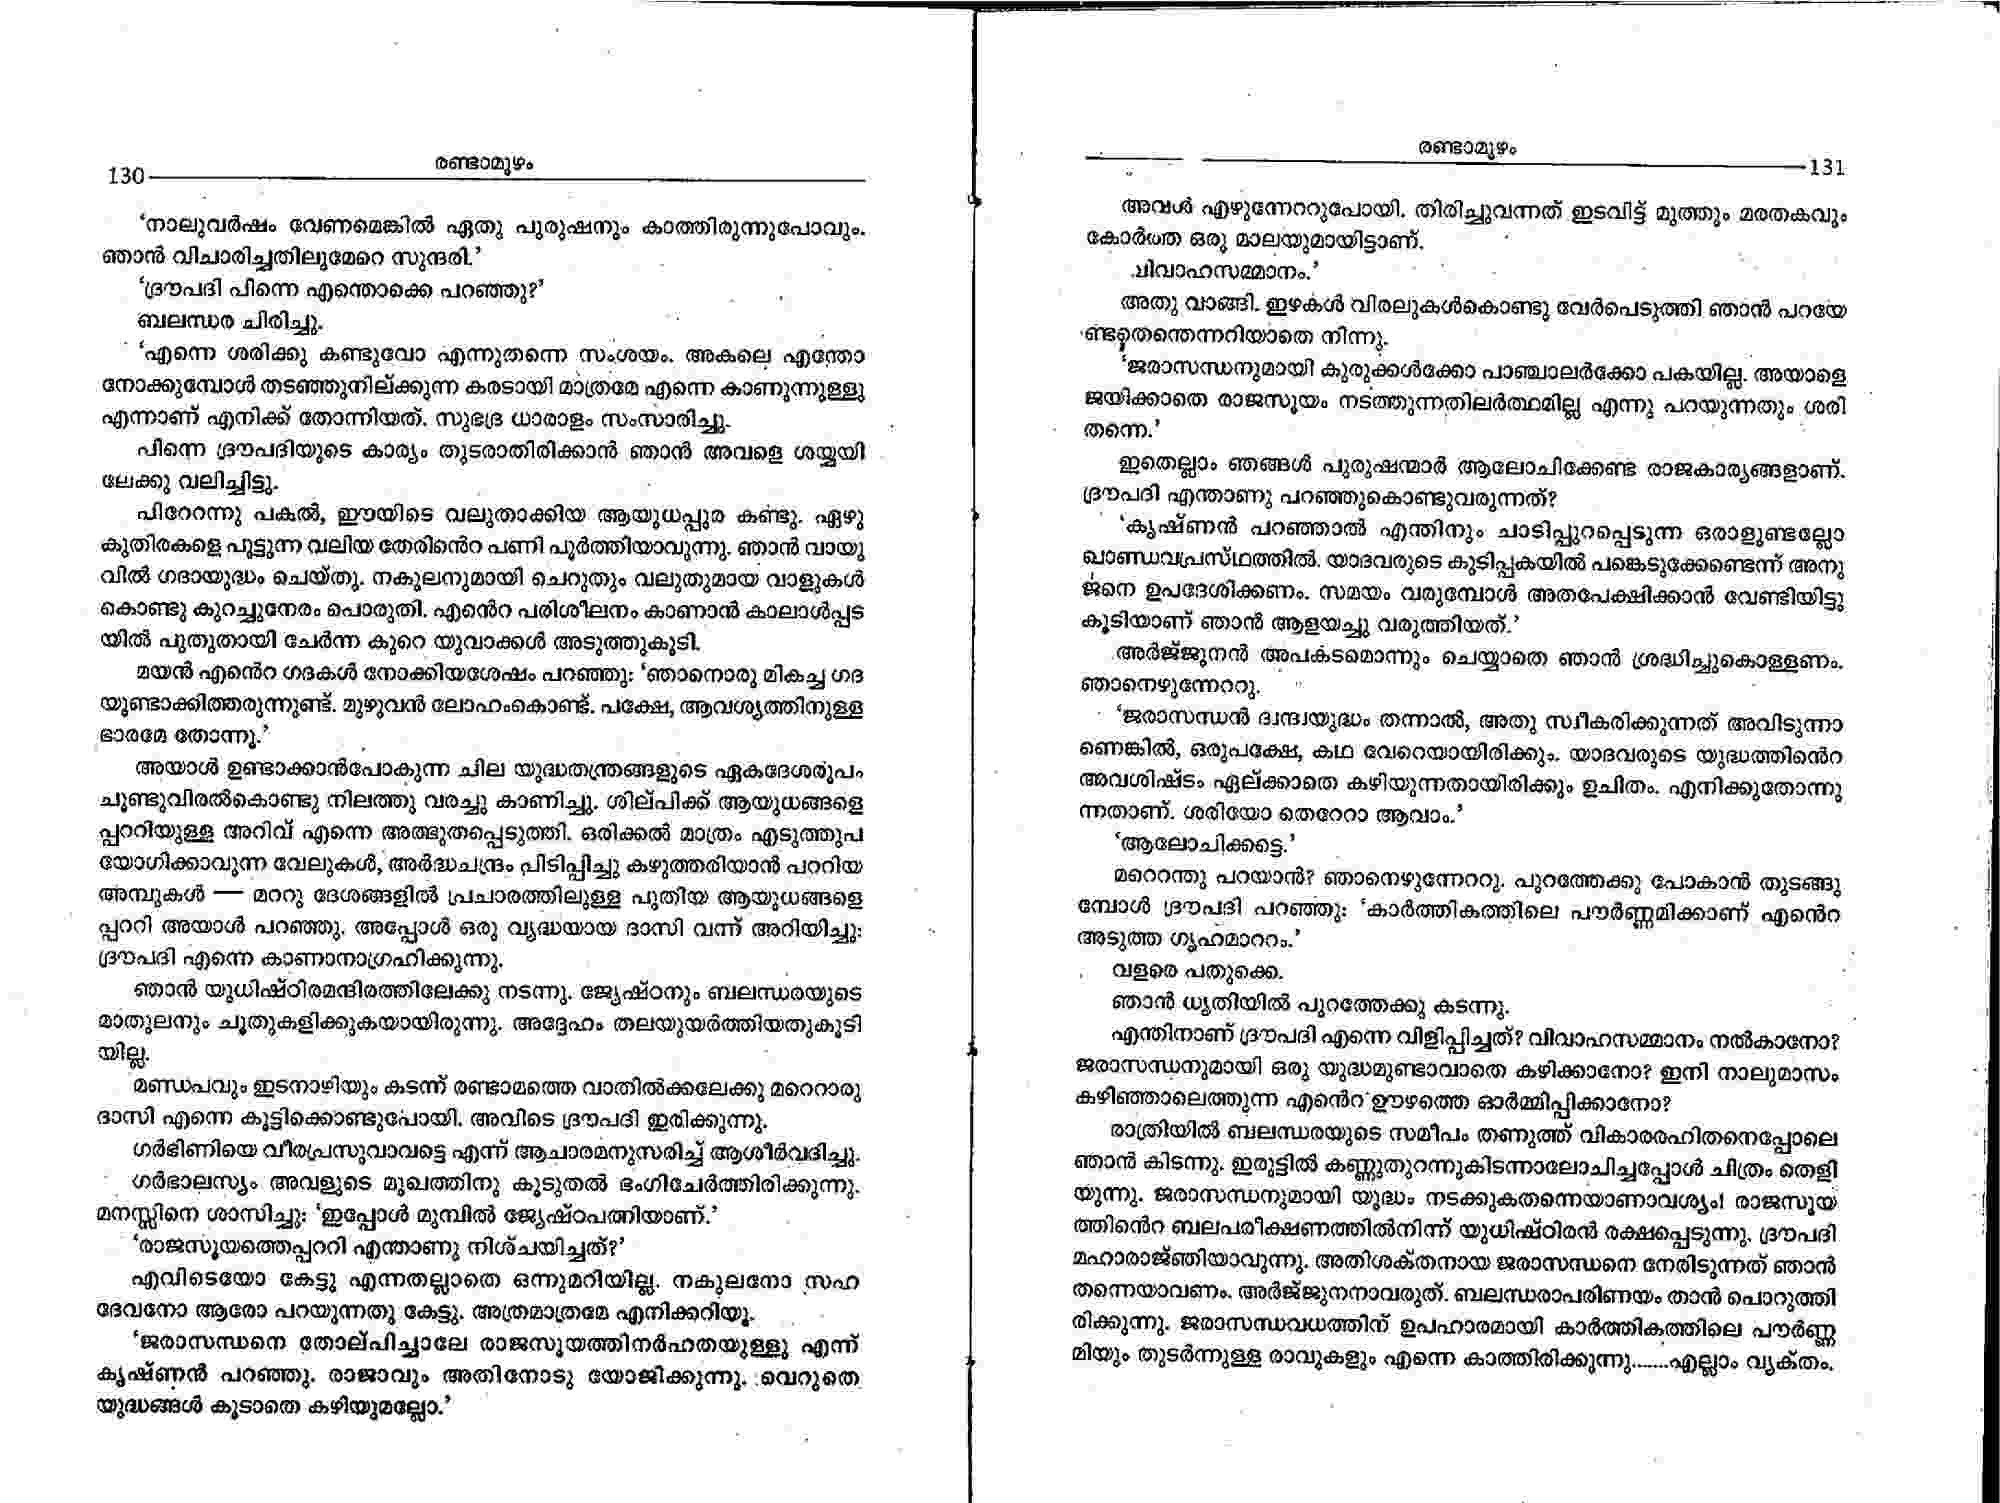 130
രണ്ടാമൂഴം
‘നാലുവർഷം വേണമെങ്കിൽ ഏതു പുരുഷനും കാത്തിരുന്നുപോവും.
ഞാൻ വിചാരിച്ചതിലുമേറെ സുന്ദരി.’
‘ദ്രൗപദി പിന്നെ എന്തൊക്കെ പറഞ്ഞു?’
ബലന്ധര ചിരിച്ചു.
‘എന്നെ ശരിക്കു കണ്ടുവോ എന്നുതന്നെ സംശയം. അകലെ എന്തോ
നോക്കുമ്പോൾ തടഞ്ഞുനില്ക്കുന്ന കരടായി മാത്രമേ എന്നെ കാണുന്നുള്ളു
എന്നാണ് എനിക്ക് തോന്നിയത്. സുഭദ്ര ധാരാളം സംസാരിച്ചു.
പിന്നെ ദ്രൗപദിയുടെ കാര്യം തുടരാതിരിക്കാൻ ഞാൻ അവളെ ശയ്യയി
ലേക്കു വലിച്ചിട്ടു.
പിറേറന്നു പകൽ, ഈയിടെ വലുതാക്കിയ ആയുധപ്പുര കണ്ടു. ഏഴു
കുതിരകളെ പൂട്ടുന്ന വലിയ തേരിൻെറ പണി പൂർത്തിയാവുന്നു. ഞാൻ വായു
വിൽ ഗദായുദ്ധം ചെയ്തു. നകുലനുമായി ചെറുതും വലുതുമായ വാളുകൾ
കൊണ്ടു കുറച്ചുനേരം പൊരുതി. എൻെറ പരിശീലനം കാണാൻ കാലാൾപ്പട
യിൽ പുതുതായി ചേർന്ന കുറെ യുവാക്കൾ അടുത്തുകൂടി.
മയൻ എൻെറ ഗദകൾ നോക്കിയശേഷം പറഞ്ഞു: ‘ഞാനൊരു മികച്ച ഗദ
യുണ്ടാക്കിത്തരുന്നുണ്ട്. മുഴുവൻ ലോഹംകൊണ്ട്. പക്ഷേ, ആവശ്യത്തിനുള്ള
ഭാരമേ തോന്നൂ.’
അയാൾ ഉണ്ടാക്കാൻപോകുന്ന ചില യുദ്ധതന്ത്രങ്ങളുടെ ഏകദേശരൂപം
ചൂണ്ടുവിരൽകൊണ്ടു നിലത്തു വരച്ചു കാണിച്ചു. ശില്പിക്ക് ആയുധങ്ങളെ
പ്പററിയുള്ള അറിവ് എന്നെ അത്ഭുതപ്പെടുത്തി. ഒരിക്കൽ മാത്രം എടുത്തുപ
യോഗിക്കാവുന്ന വേലുകൾ, അർദ്ധചന്ദ്രം പിടിപ്പിച്ചു കഴുത്തരിയാൻ പററിയ
അമ്പുകൾ — മററു ദേശങ്ങളിൽ പ്രചാരത്തിലുള്ള പുതിയ ആയുധങ്ങളെ
പ്പററി അയാൾ പറഞ്ഞു. അപ്പോൾ ഒരു വൃദ്ധയായ ദാസി വന്ന് അറിയിച്ചു:
ദ്രൗപദി എന്നെ കാണാനാഗ്രഹിക്കുന്നു.
ഞാൻ യുധിഷ്ഠിരമന്ദിരത്തിലേക്കു നടന്നു. ജ്യേഷ്ഠനും ബലന്ധരയുടെ
മാതുലനും ചൂതുകളിക്കുകയായിരുന്നു. അദ്ദേഹം തലയുയർത്തിയതുകൂടി
യില്ല.
മണ്ഡപവും ഇടനാഴിയും കടന്ന് രണ്ടാമത്തെ വാതിൽക്കലേക്കു മറെറാരു
ദാസി എന്നെ കൂട്ടിക്കൊണ്ടുപോയി. അവിടെ ദ്രൗപദി ഇരിക്കുന്നു.
ഗർഭിണിയെ വീരപ്രസുവാവട്ടെ എന്ന് ആചാരമനുസരിച്ച് ആശീർവദിച്ചു.
ഗർഭാലസ്യം അവളുടെ മുഖത്തിനു കൂടുതൽ ഭംഗിചേർത്തിരിക്കുന്നു.
മനസ്സിനെ ശാസിച്ചു: ‘ഇപ്പോൾ മുമ്പിൽ ജ്യേഷ്ഠപത്നിയാണ്.’
‘രാജസൂയത്തെപ്പററി എന്താണു നിശ്ചയിച്ചത്?’
എവിടെയോ കേട്ടു എന്നതല്ലാതെ ഒന്നുമറിയില്ല. നകുലനോ സഹ
ദേവനോ ആരോ പറയുന്നതു കേട്ടു. അത്രമാത്രമേ എനിക്കറിയൂ.
‘ജരാസന്ധനെ തോല്പിച്ചാലേ രാജസൂയത്തിനർഹതയുള്ളു എന്ന്
കൃഷ്ണൻ പറഞ്ഞു. രാജാവും അതിനോടു യോജിക്കുന്നു. വെറുതെ
യുദ്ധങ്ങൾ കൂടാതെ കഴിയുമല്ലോ.’
രണ്ടാമൂഴം
131
അവൾ എഴുന്നേററുപോയി. തിരിച്ചുവന്നത് ഇടവിട്ട് മുത്തും മരതകവും
കോർത്ത ഒരു മാലയുമായിട്ടാണ്.
വിവാഹസമ്മാനം.’
അതു വാങ്ങി. ഇഴകൾ വിരലുകൾകൊണ്ടു വേർപെടുത്തി ഞാൻ പറയേ
ണ്ടതെന്തെന്നറിയാതെ നിന്നു.
‘ജരാസന്ധനുമായി കുരുക്കൾക്കോ പാഞ്ചാലർക്കോ പകയില്ല. അയാളെ
ജയിക്കാതെ രാജസൂയം നടത്തുന്നതിലർത്ഥമില്ല എന്നു പറയുന്നതും ശരി
തന്നെ.’
ഇതെല്ലാം ഞങ്ങൾ പുരുഷന്മാർ ആലോചിക്കേണ്ട രാജകാര്യങ്ങളാണ്.
ദ്രൗപദി എന്താണു പറഞ്ഞുകൊണ്ടുവരുന്നത്?
‘കൃഷ്ണൻ പറഞ്ഞാൽ എന്തിനും ചാടിപ്പുറപ്പെടുന്ന ഒരാളുണ്ടല്ലോ
ഖാണ്ഡവപ്രസ്ഥത്തിൽ. യാദവരുടെ കുടിപ്പകയിൽ പങ്കെടുക്കേണ്ടെന്ന് അനു
ജനെ ഉപദേശിക്കണം. സമയം വരുമ്പോൾ അതപേക്ഷിക്കാൻ വേണ്ടിയിട്ടു
കൂടിയാണ് ഞാൻ ആളയച്ചു വരുത്തിയത്.’
അർജ്ജുനൻ അപകടമൊന്നും ചെയ്യാതെ ഞാൻ ശ്രദ്ധിച്ചുകൊള്ളണം.
ഞാനെഴുന്നേററു.
‘ജരാസന്ധൻ ദ്വന്ദ്വയുദ്ധം തന്നാൽ, അതു സ്വീകരിക്കുന്നത് അവിടുന്നാ
ണെങ്കിൽ, ഒരുപക്ഷേ, കഥ വേറെയായിരിക്കും. യാദവരുടെ യുദ്ധത്തിൻെറ
അവശിഷ്ടം ഏല്ക്കാതെ കഴിയുന്നതായിരിക്കും ഉചിതം. എനിക്കുതോന്നു
ന്നതാണ്. ശരിയോ തെറേറാ ആവാം.’
‘ആലോചിക്കട്ടെ.’
മറെറന്തു പറയാൻ? ഞാനെഴുന്നേററു. പുറത്തേക്കു പോകാൻ തുടങ്ങു
മ്പോൾ ദ്രൗപദി പറഞ്ഞു: ‘കാർത്തികത്തിലെ പൗർണ്ണമിക്കാണ് എൻെറ
അടുത്ത ഗൃഹമാററം.’
വളരെ പതുക്കെ.
ഞാൻ ധൃതിയിൽ പുറത്തേക്കു കടന്നു.
എന്തിനാണ് ദ്രൗപദി എന്നെ വിളിപ്പിച്ചത്? വിവാഹസമ്മാനം നൽകാനോ?
ജരാസന്ധനുമായി ഒരു യുദ്ധമുണ്ടാവാതെ കഴിക്കാനോ? ഇനി നാലുമാസം
കഴിഞ്ഞാലെത്തുന്ന എൻെറ ഊഴത്തെ ഓർമ്മിപ്പിക്കാനോ?
രാത്രിയിൽ ബലന്ധരയുടെ സമീപം തണുത്ത് വികാരരഹിതനെപ്പോലെ
ഞാൻ കിടന്നു. ഇരുട്ടിൽ കണ്ണുതുറന്നുകിടന്നാലോചിച്ചപ്പോൾ ചിത്രം തെളി
യുന്നു. ജരാസന്ധനുമായി യുദ്ധം നടക്കുകതന്നെയാണാവശ്യം! രാജസൂയ
ത്തിൻെറ ബലപരീക്ഷണത്തിൽനിന്ന് യുധിഷ്ഠിരൻ രക്ഷപ്പെടുന്നു. ദ്രൗപദി
മഹാരാജ്ഞിയാവുന്നു. അതിശക്തനായ ജരാസന്ധനെ നേരിടുന്നത് ഞാൻ
തന്നെയാവണം. അർജ്ജുനനാവരുത്. ബലന്ധരാപരിണയം താൻ പൊറുത്തി
രിക്കുന്നു. ജരാസന്ധവധത്തിന് ഉപഹാരമായി കാർത്തികത്തിലെ പൗർണ്ണ
മിയും തുടർന്നുള്ള രാവുകളും എന്നെ കാത്തിരിക്കുന്നു.......എല്ലാം വ്യക്തം.